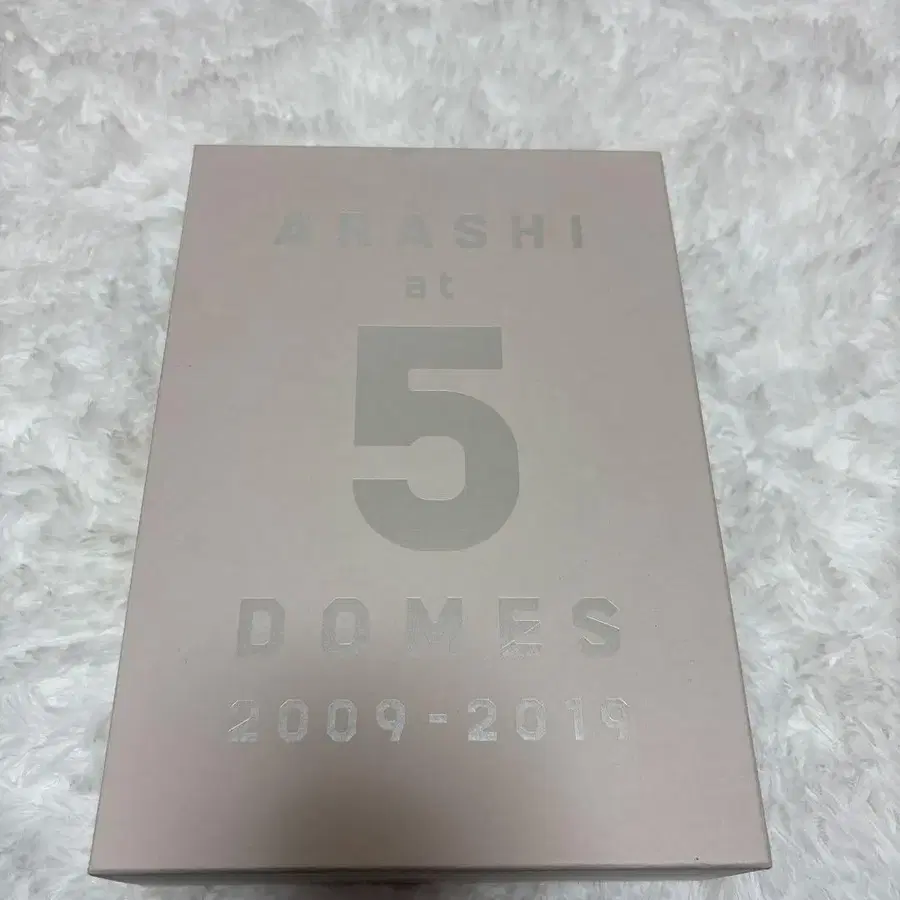 ARASHI
at
5
DOMES
2009-2019